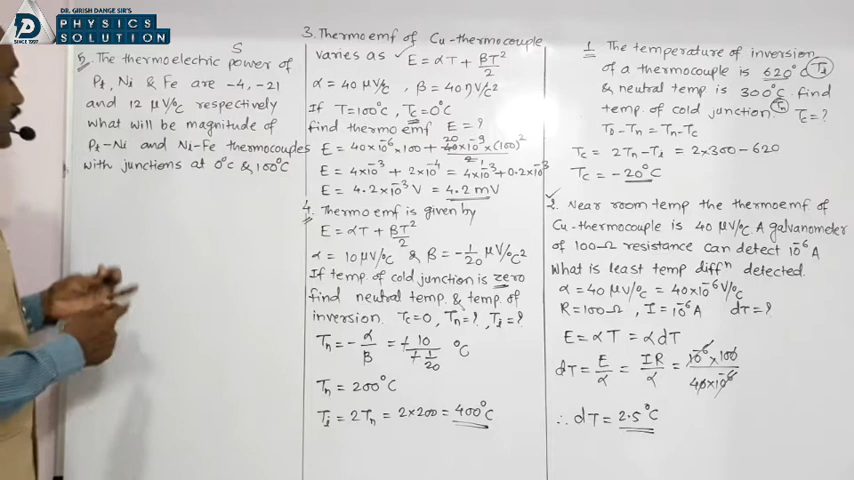 DR. GIRISH DANGE SIR'S
PHYSICS
SOLUTION
SINCE 1997
S
5. The thermoelectric power of
Pt, Ni & Fe are -4, -21
and 12 μV/°C respectively
what will be magnitude of
Pt-Ni and Ni-Fe thermocouples
with junctions at 0°C & 100°C
3. Thermo emf of Cu-thermocouple
varies as ✓ E = αT + βT²/2
α = 40 μV/°C, β = 40 ηV/°C²
If T=100°C, Tc=0°C
find thermo emf E = ?
E = 40×10⁻⁶×100 + 20 40×10⁻⁹×(100)²/2 1
E = 4×10⁻³ + 2×10⁻⁴ = 4×10⁻³+0.2×10⁻³
E = 4.2×10⁻³ V = 4.2 mV
4. Thermo emf is given by
E = αT + βT²/2
α = 10 μV/°C & β = -1/20 μV/°C²
If temp. of cold junction is zero
find neutral temp. & temp. of
inversion. Tc=0, Tn=?, Ti=?
Tn = -α/β = +10/+1/20 °C
Tn = 200°C
Ti = 2Tn = 2×200 = 400°C
1 The temperature of inversion
of a thermocouple is 620°C Ti
& neutral temp. is 300°C. find
temp. of cold junction. Tn Tc = ?
Ti-Tn = Tn-Tc
Tc = 2Tn-Ti = 2×300-620
Tc = -20°C
2. Near room temp the thermoemf of
Cu-thermocouple is 40 μV/°C. A galvanometer
of 100-Ω resistance can detect 10⁻⁶ A
What is least temp diffⁿ detected.
α = 40 μV/°C = 40×10⁻⁶ V/°C
R = 100Ω, I = 10⁻⁶ A dT = ?
E = αT = αdT
dT = E/α = IR/α = 10⁻⁶×100/40×10⁻⁶
∴ dT = 2.5°C